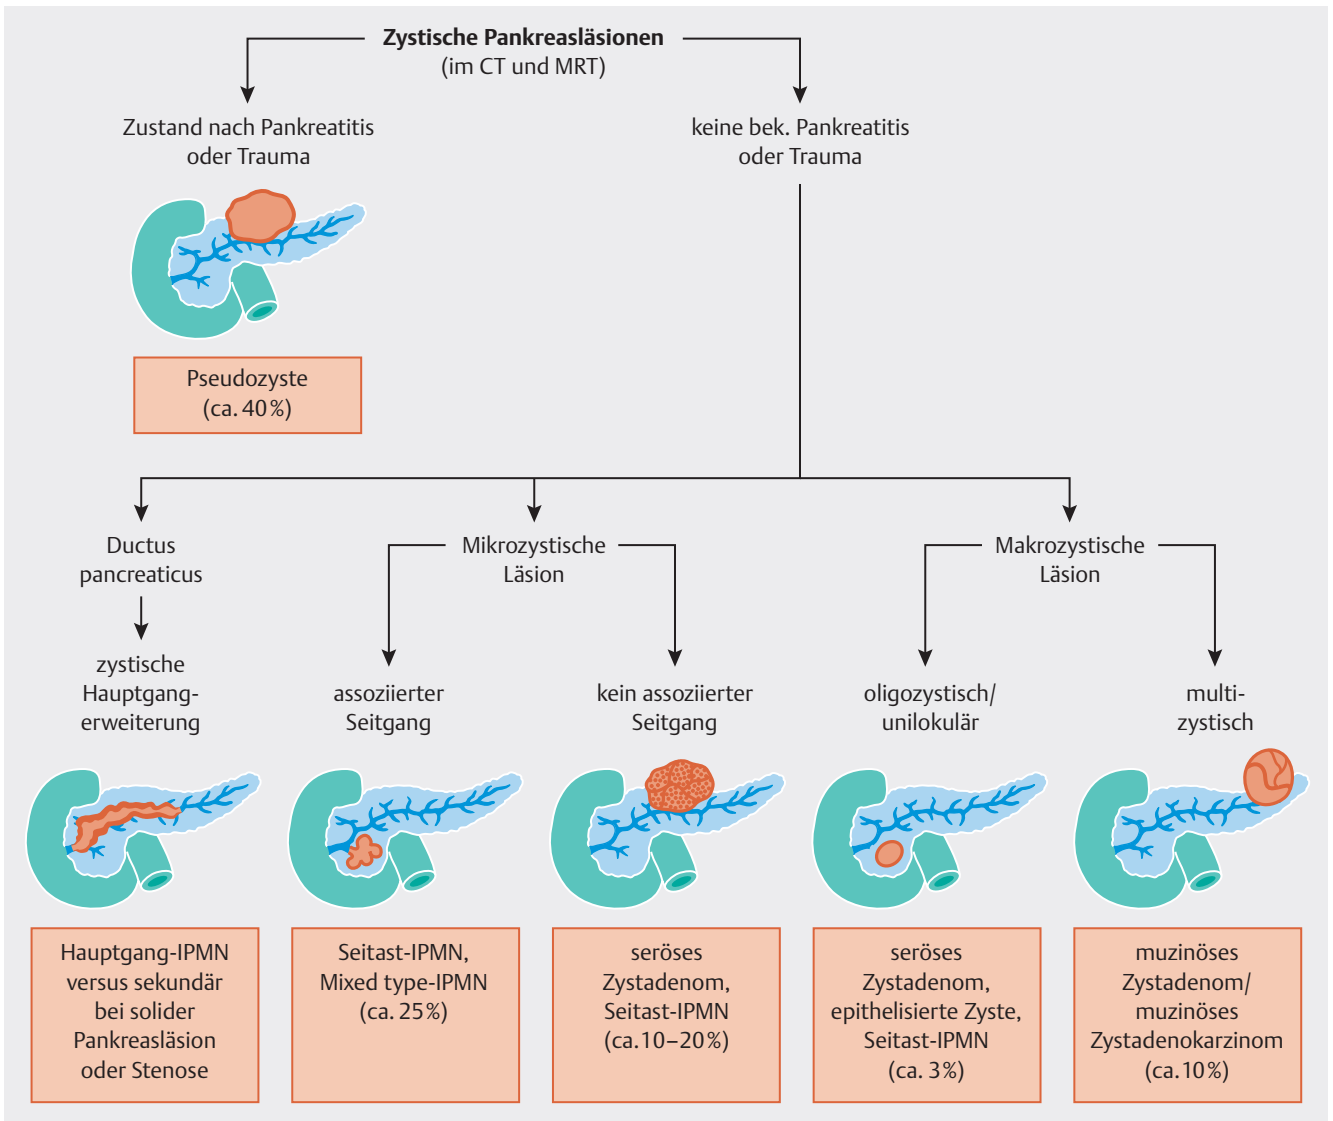 Zystische Pankreasläsionen
(im CT und MRT)
Zustand nach Pankreatitis
oder Trauma
keine bek. Pankreatitis
oder Trauma
Pseudozyste
(ca. 40 %)
Ductus
pancreaticus
Mikrozystische
Läsion
Makrozystische
Läsion
zystische
Hauptgang-
erweiterung
assoziierter
Seitgang
kein assoziierter
Seitgang
oligozystisch/
unilokulär
multi-
zystisch
Hauptgang-IPMN
versus sekundär
bei solider
Pankreasläsion
oder Stenose
Seitast-IPMN,
Mixed type-IPMN
(ca. 25 %)
seröses
Zystadenom,
Seitast-IPMN
(ca. 10–20 %)
seröses
Zystadenom,
epithelisierte Zyste,
Seitast-IPMN
(ca. 3 %)
muzinöses
Zystadenom/
muzinöses
Zystadenokarzinom
(ca. 10 %)